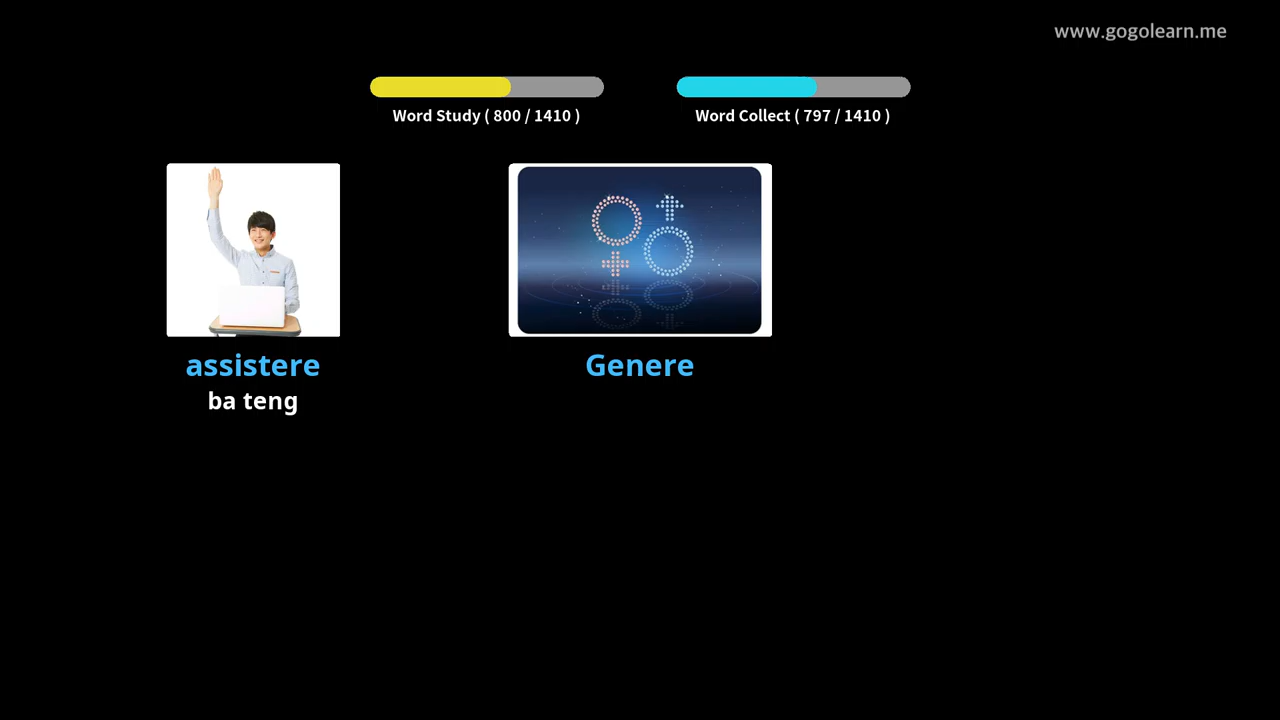 www.gogolearn.me
Word Study ( 800 / 1410 )
Word Collect ( 797 / 1410 )
assistere
ba teng
Genere